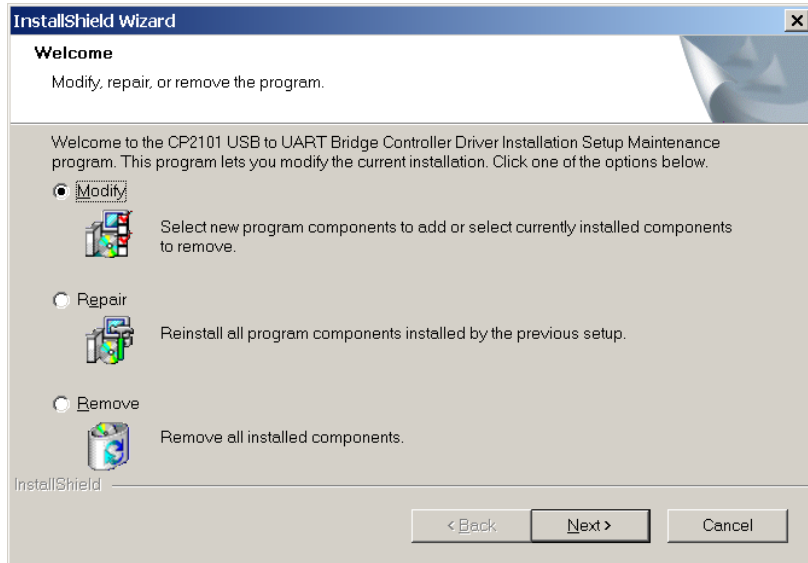 InstallShield Wizard
Welcome
Modify, repair, or remove the program.
Welcome to the CP2101 USB to UART Bridge Controller Driver Installation Setup Maintenance
program. This program lets you modify the current installation. Click one of the options below.
Modify
Select new program components to add or select currently installed components
to remove.
Repair
Reinstall all program components installed by the previous setup.
Remove
Remove all installed components.
InstallShield
< Back Next > Cancel